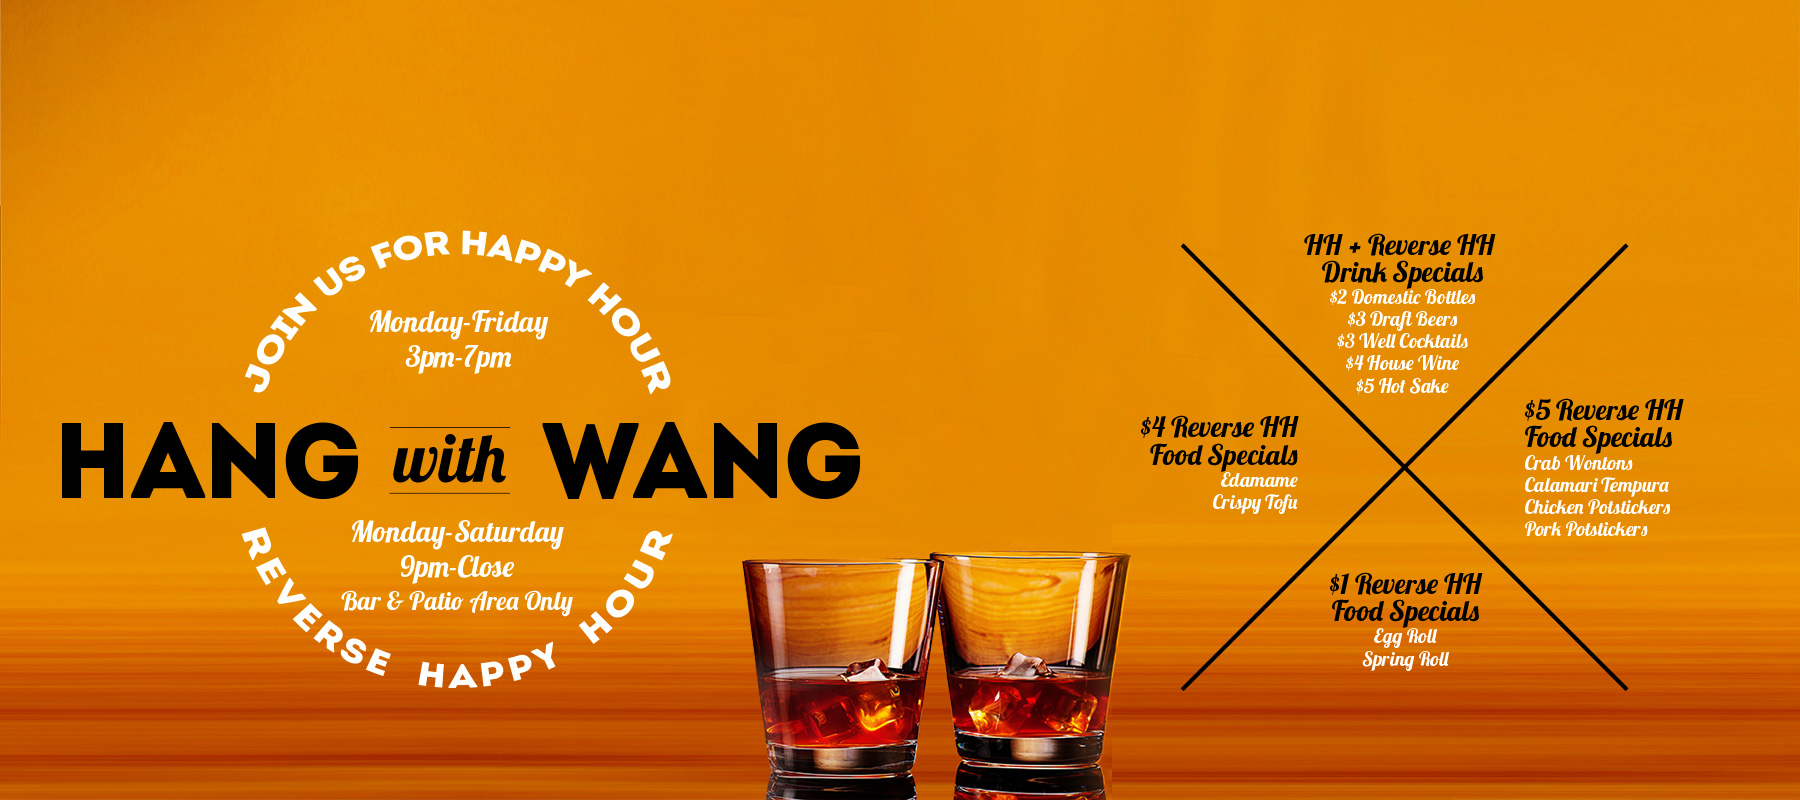 JOIN US FOR HAPPY HOUR
Monday-Friday
3pm-7pm
HANG with WANG
Monday-Saturday
9pm-Close
Bar & Patio Area Only
REVERSE HAPPY HOUR
HH + Reverse HH
Drink Specials
$2 Domestic Bottles
$3 Draft Beers
$3 Well Cocktails
$4 House Wine
$5 Hot Sake
$4 Reverse HH
Food Specials
Edamame
Crispy Tofu
$5 Reverse HH
Food Specials
Crab Wontons
Calamari Tempura
Chicken Potstickers
Pork Potstickers
$1 Reverse HH
Food Specials
Egg Roll
Spring Roll